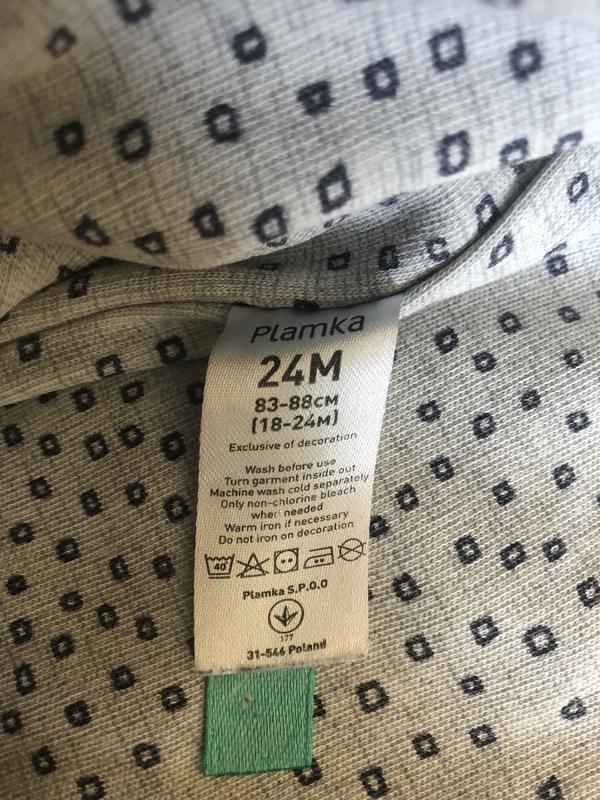 Plamka
24M
83-88CM
(18-24M)
Exclusive of decoration
Wash before use
Turn garment inside out
Machine wash cold separately
Only non-chlorine bleach
when needed
Warm iron if necessary
Do not iron on decoration
40°
Plamka S.P.O.O
177
31-546 Poland